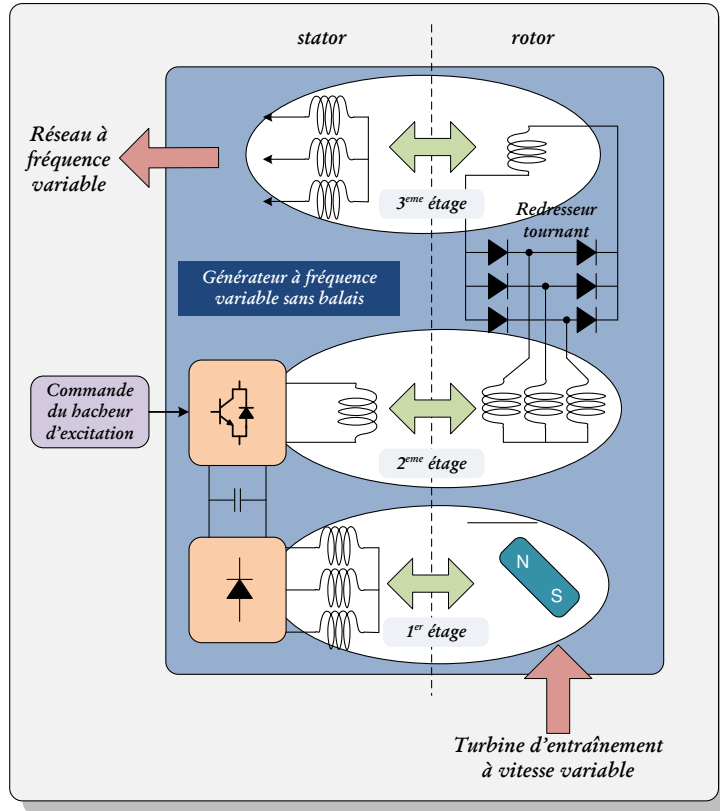 stator
rotor
Réseau à
fréquence
variable
3eme étage
Redresseur
tournant
Générateur à fréquence
variable sans balais
Commande
du hacheur
d'excitation
2eme étage
N
S
1er étage
Turbine d'entraînement
à vitesse variable